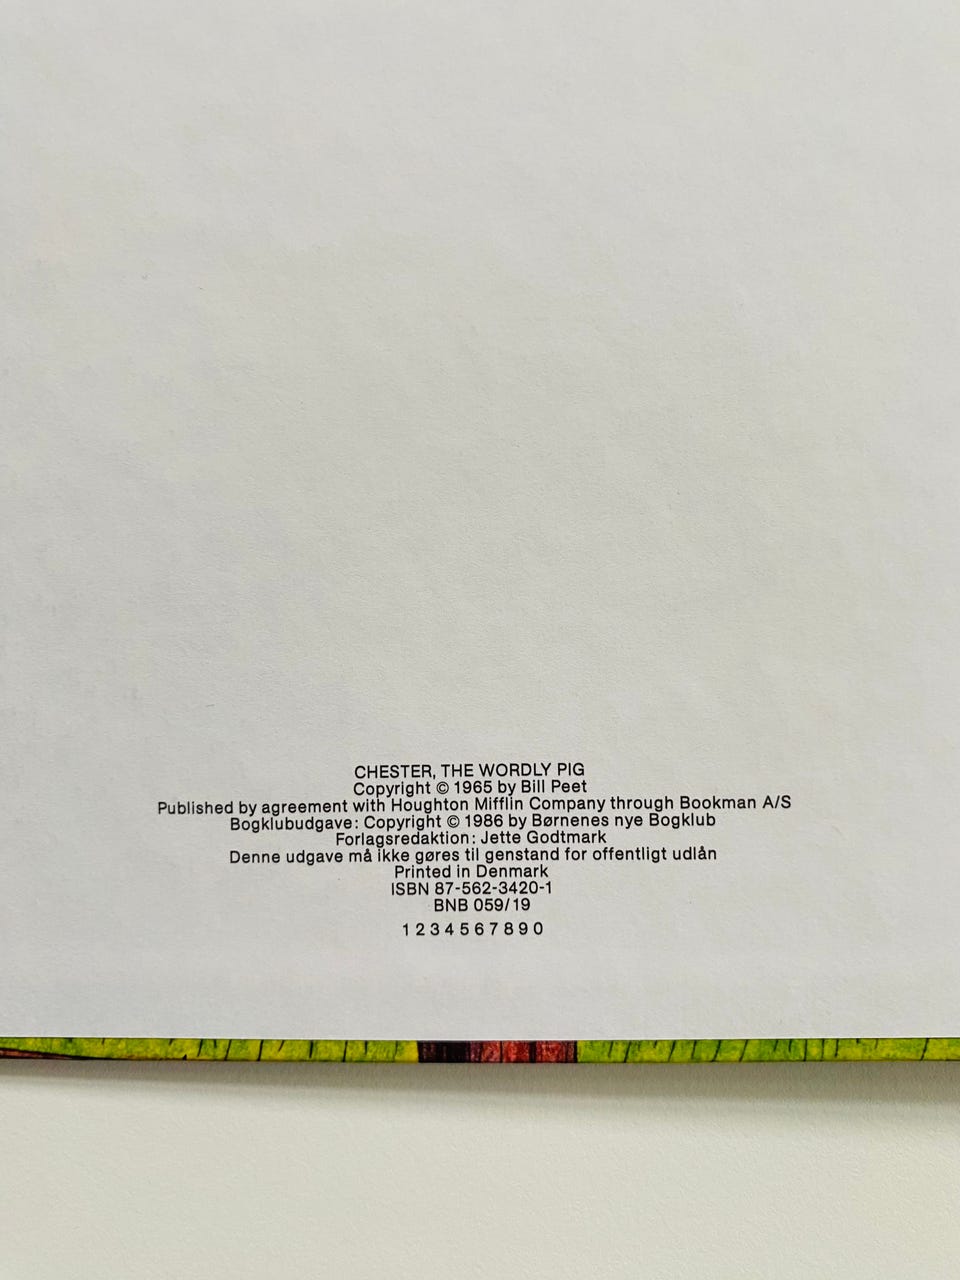 CHESTER, THE WORDLY PIG
Copyright © 1965 by Bill Peet
Published by agreement with Houghton Mifflin Company through Bookman A/S
Bogklubudgave: Copyright © 1986 by Børnenes nye Bogklub
Forlagsredaktion: Jette Godtmark
Denne udgave må ikke gøres til genstand for offentligt udlån
Printed in Denmark
ISBN 87-562-3420-1
BNB 059/19
1 2 3 4 5 6 7 8 9 0